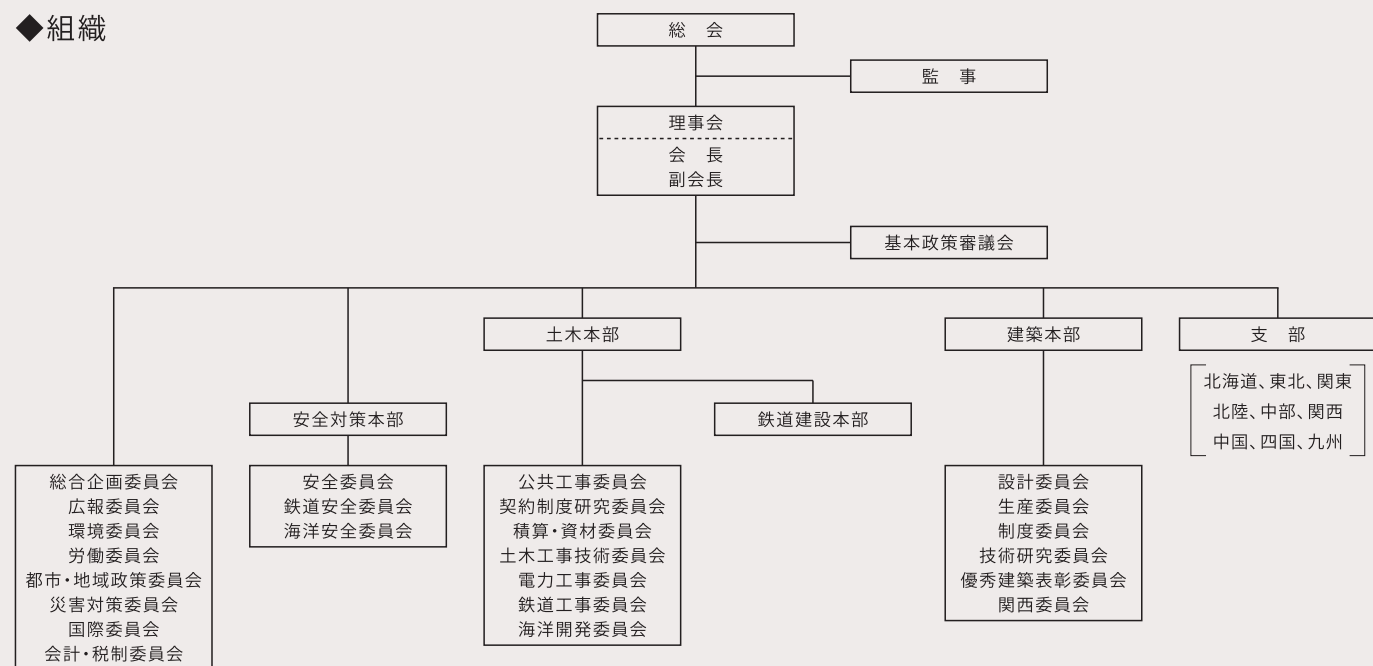 ◆組織
総　会
監　事
理事会
会　長
副会長
基本政策審議会
土木本部
建築本部
支　部
北海道、東北、関東
北陸、中部、関西
中国、四国、九州
安全対策本部
鉄道建設本部
総合企画委員会
広報委員会
環境委員会
労働委員会
都市・地域政策委員会
災害対策委員会
国際委員会
会計・税制委員会
安全委員会
鉄道安全委員会
海洋安全委員会
公共工事委員会
契約制度研究委員会
積算・資材委員会
土木工事技術委員会
電力工事委員会
鉄道工事委員会
海洋開発委員会
設計委員会
生産委員会
制度委員会
技術研究委員会
優秀建築表彰委員会
関西委員会